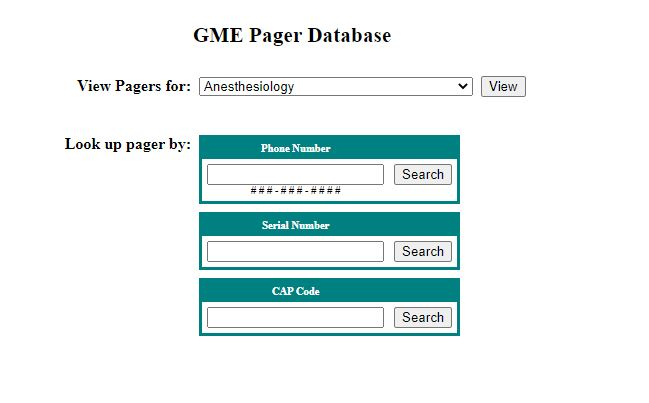 GME Pager Database
View Pagers for: Anesthesiology View
Look up pager by:
Phone Number
Search
###-###-####
Serial Number
Search
CAP Code
Search